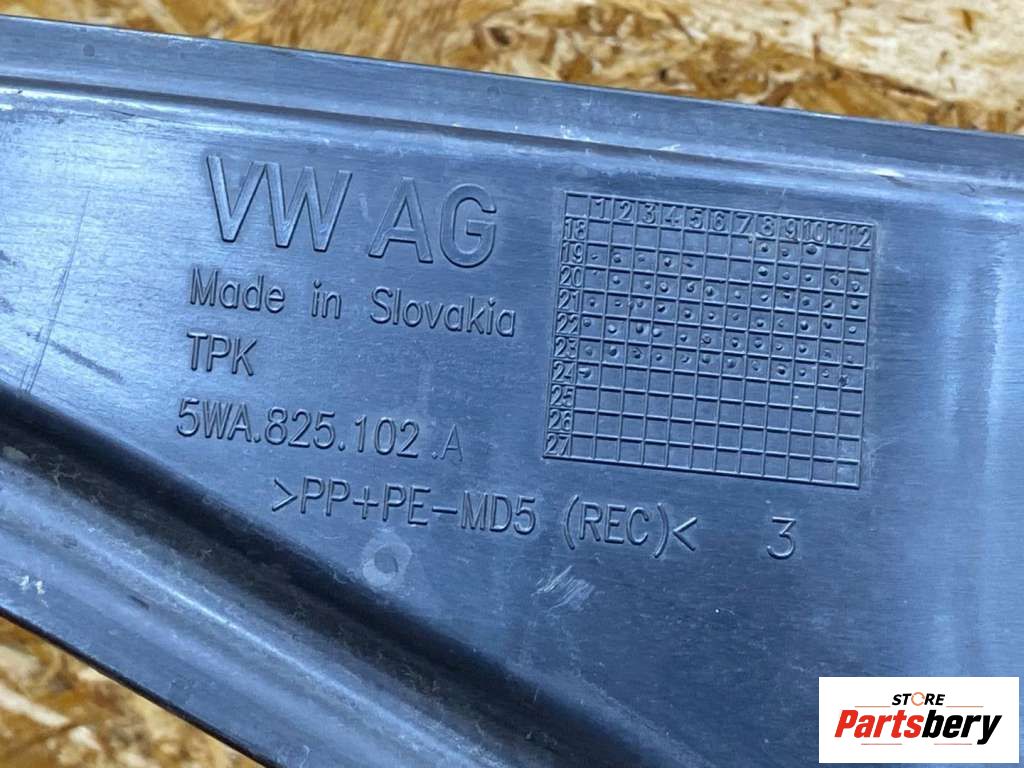 VW AG
Made in Slovakia
TPK
5WA.825.102.A
>PP+PE-MD5 (REC)< 3
1 2 3 4 5 6 7 8 9 10 11 12
18
19
20
21
22
23
24
25
26
27
STORE
Partsbery